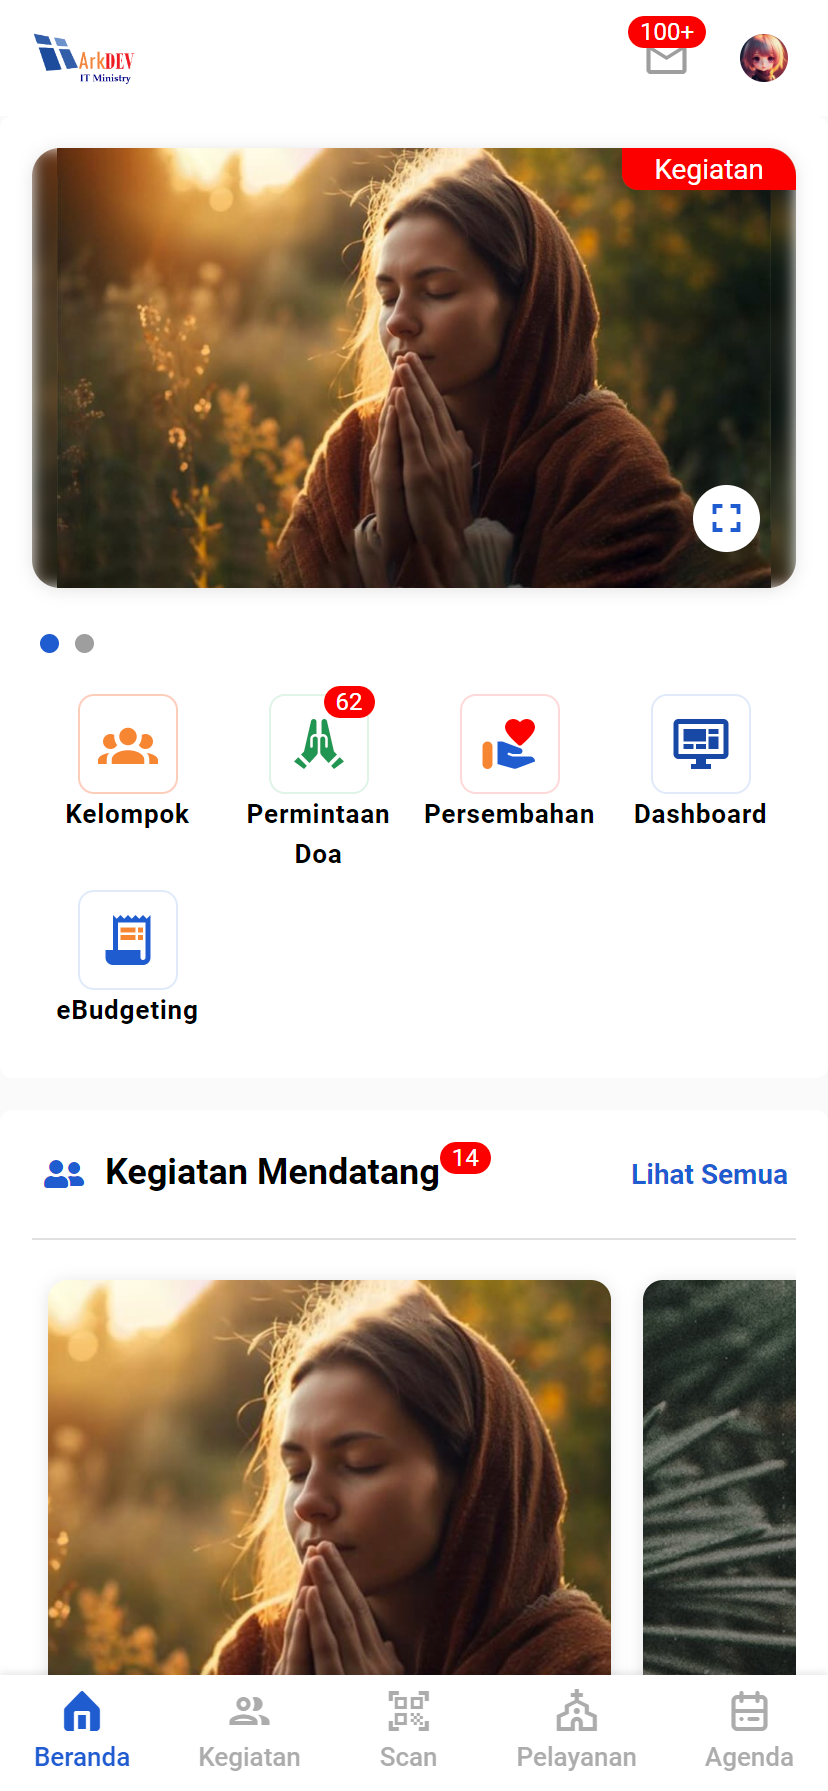 ArkDEV
IT Ministry
100+
Kegiatan
62
Kelompok
Permintaan
Doa
Persembahan
Dashboard
eBudgeting
Kegiatan Mendatang
14
Lihat Semua
Beranda
Kegiatan
Scan
Pelayanan
Agenda